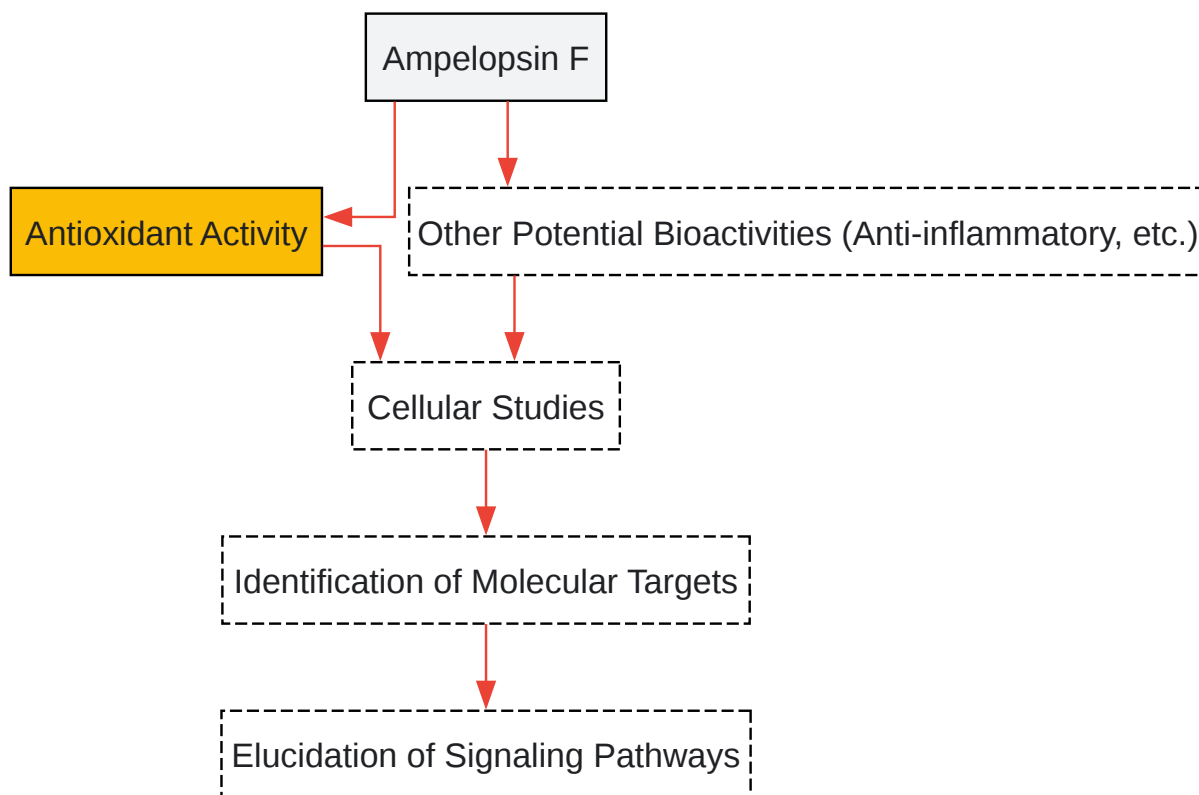 Ampelopsin F
Antioxidant Activity
Other Potential Bioactivities (Anti-inflammatory, etc.)
Cellular Studies
Identification of Molecular Targets
Elucidation of Signaling Pathways